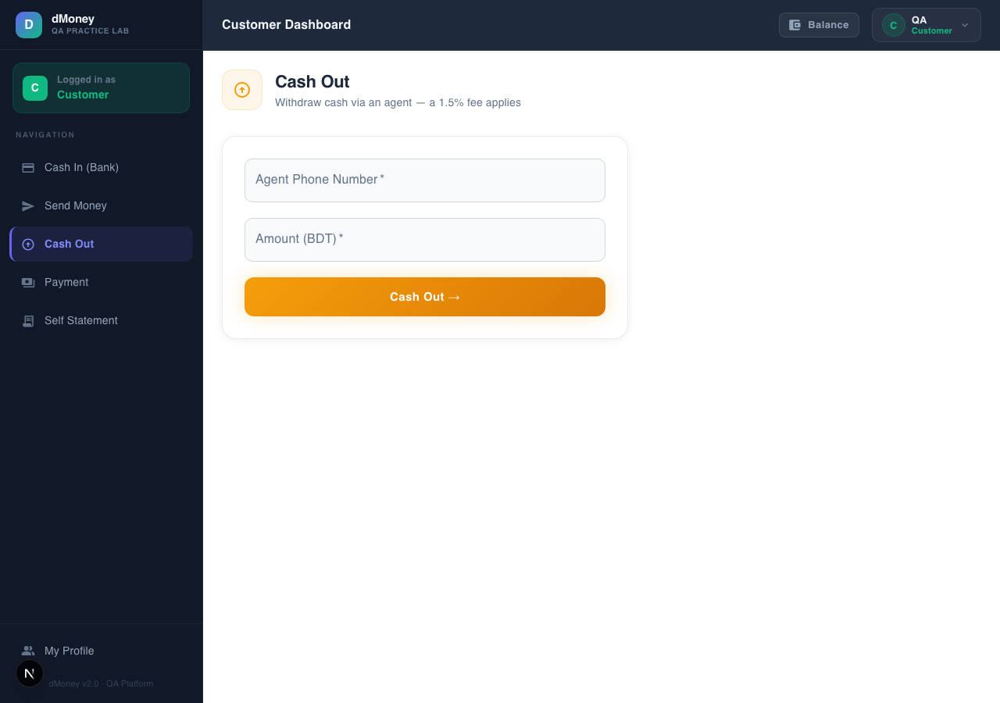 D
dMoney
QA PRACTICE LAB
Customer Dashboard
Balance
C
QA
Customer
C
Logged in as
Customer
NAVIGATION
Cash In (Bank)
Send Money
Cash Out
Payment
Self Statement
Cash Out
Withdraw cash via an agent — a 1.5% fee applies
Agent Phone Number *
Amount (BDT) *
Cash Out →
My Profile
N
dMoney v2.0 · QA Platform